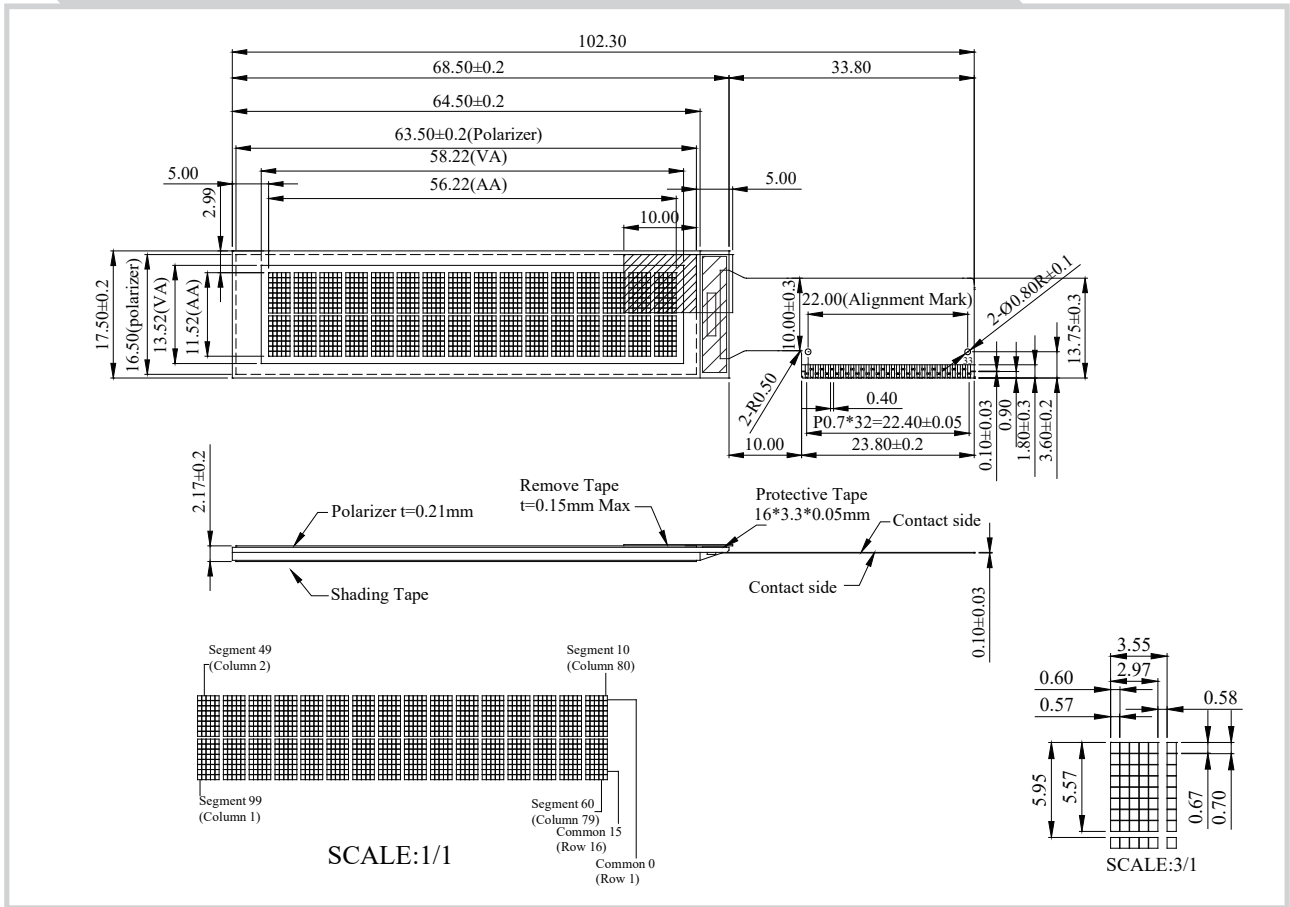 102.30
68.50±0.2
33.80
64.50±0.2
63.50±0.2(Polarizer)
58.22(VA)
5.00
56.22(AA)
5.00
2.99
10.00
17.50±0.2
16.50(polarizer)
13.52(VA)
11.52(AA)
10.00±0.3
22.00(Alignment Mark)
2-Ø0.80R±0.1
13.75±0.3
33
2-R0.50
0.40
P0.7*32=22.40±0.05
10.00
23.80±0.2
0.10±0.03
0.90
1.80±0.3
3.60±0.2
2.17±0.2
Polarizer t=0.21mm
Remove Tape
t=0.15mm Max
Protective Tape
16*3.3*0.05mm
Contact side
Shading Tape
Contact side
0.10±0.03
Segment 49
(Column 2)
Segment 10
(Column 80)
Segment 99
(Column 1)
Segment 60
(Column 79)
Common 15
(Row 16)
Common 0
(Row 1)
SCALE:1/1
3.55
2.97
0.60
0.57
0.58
5.95
5.57
0.67
0.70
SCALE:3/1